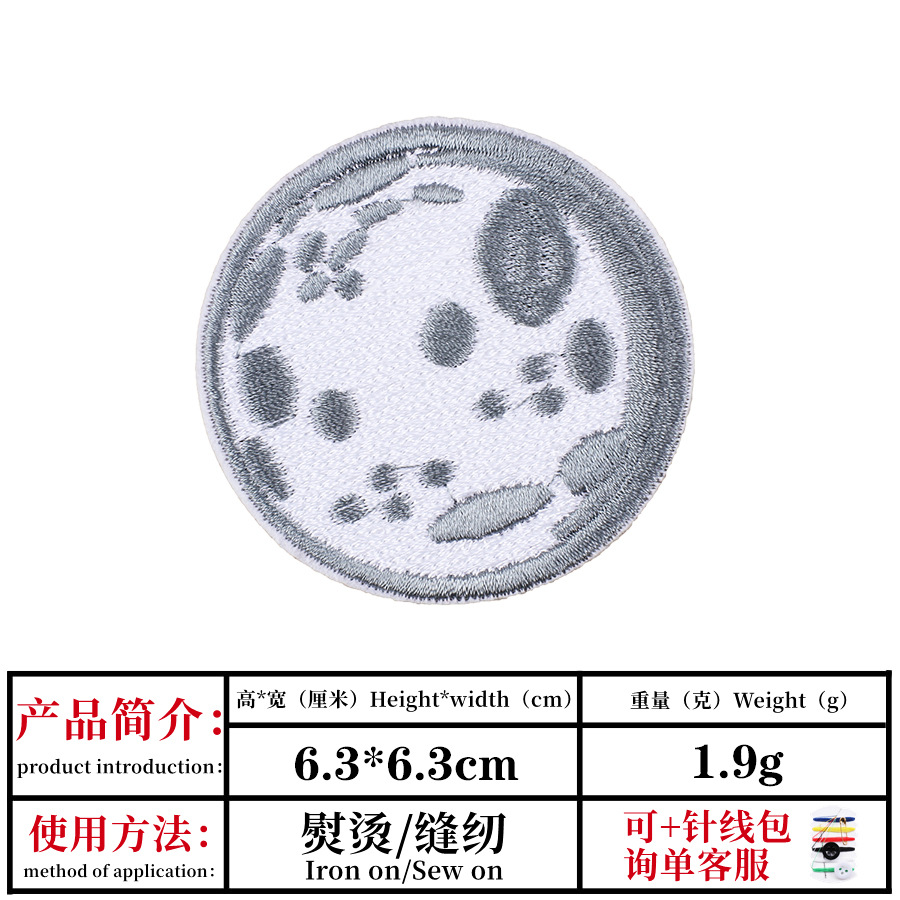 产品简介：
product introduction:
高*宽（厘米）Height*width（cm）
重量（克）Weight（g）
6.3*6.3cm
1.9g
使用方法：
method of application:
熨烫/缝纫
Iron on/Sew on
可+针线包
询单客服